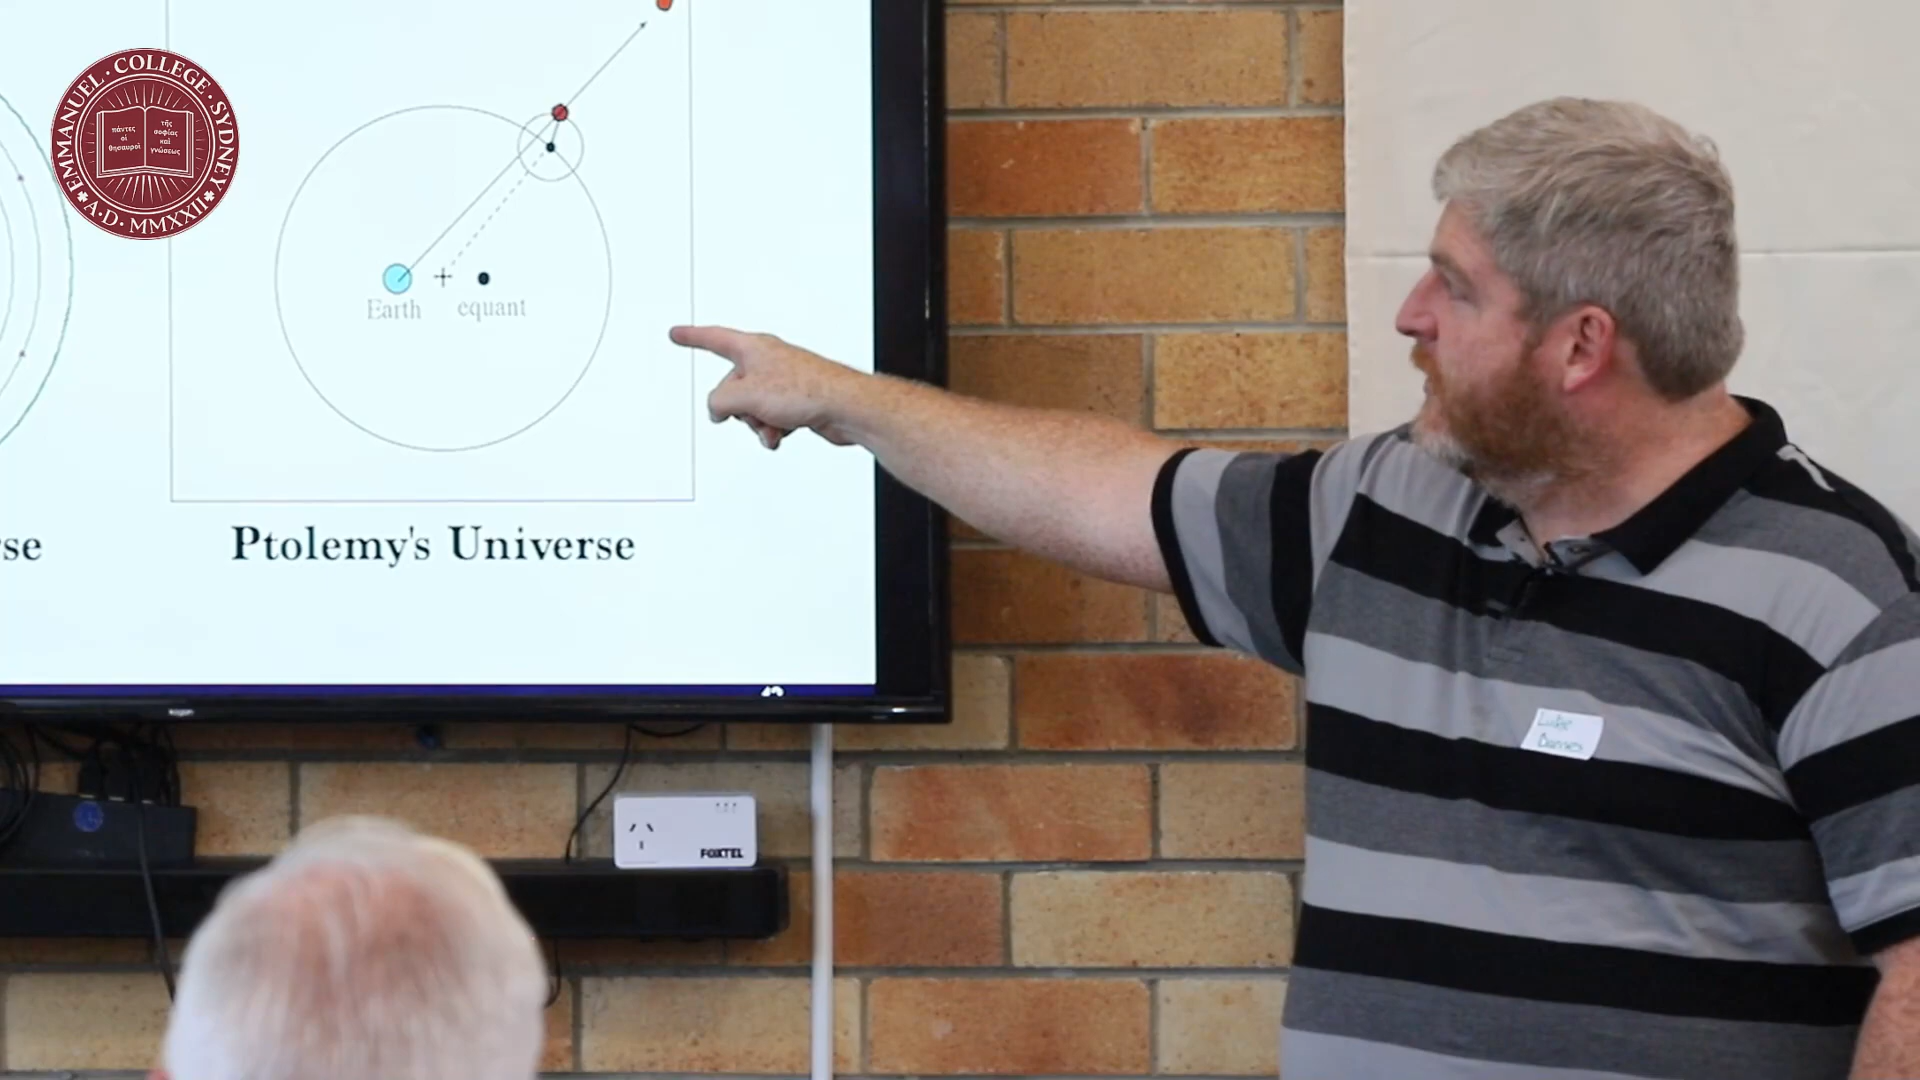 EMMANUEL · COLLEGE · SYDNEY
A·D· MMXXII
πάντες
οἱ
θησαυροὶ
τῆς
σοφίας
καὶ
γνώσεως
Earth
equant
se
Ptolemy's Universe
FOXTEL
Luke
Barnes